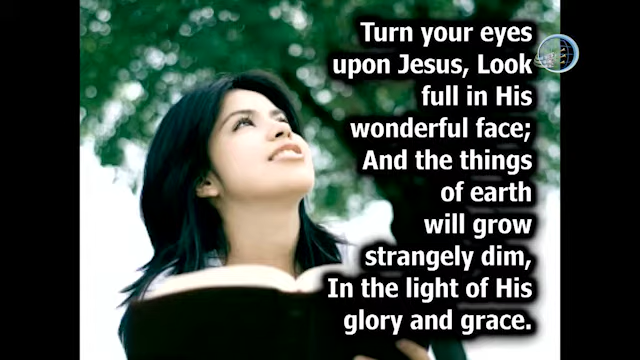 Turn your eyes
upon Jesus, Look
full in His
wonderful face;
And the things
of earth
will grow
strangely dim,
In the light of His
glory and grace.